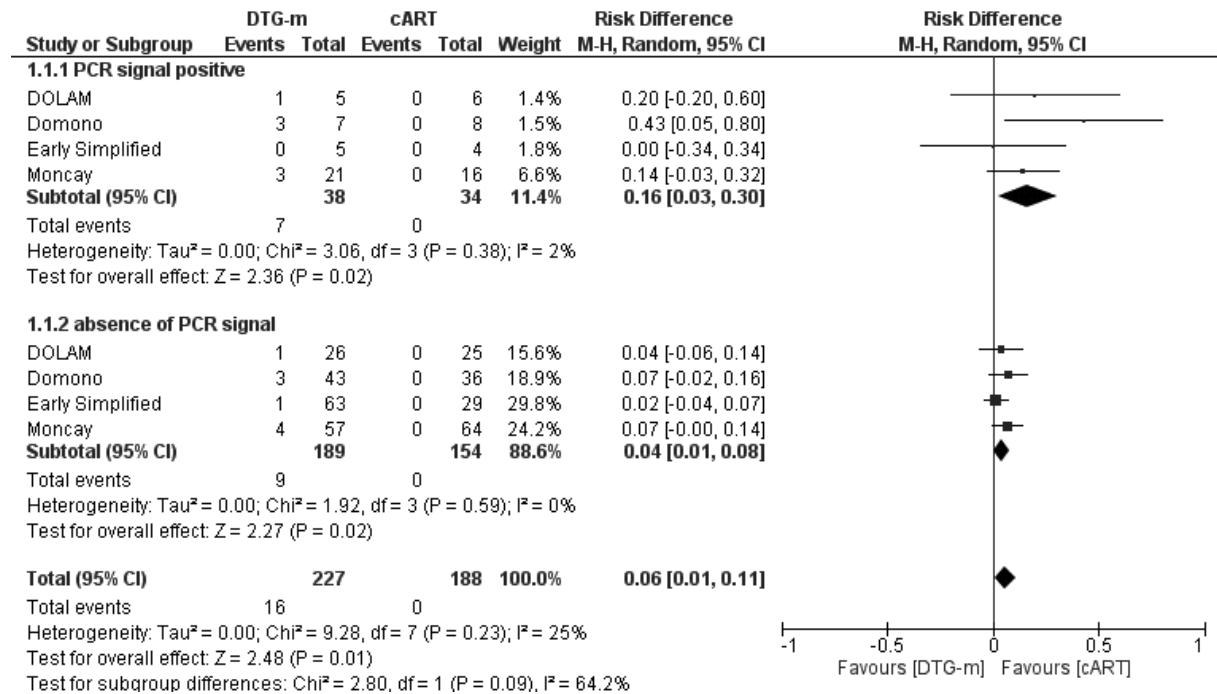 DTG-m cART Risk Difference Risk Difference
Study or Subgroup Events Total Events Total Weight M-H, Random, 95% CI M-H, Random, 95% CI
1.1.1 PCR signal positive
DOLAM 1 5 0 6 1.4% 0.20 [-0.20, 0.60]
Domono 3 7 0 8 1.5% 0.43 [0.05, 0.80]
Early Simplified 0 5 0 4 1.8% 0.00 [-0.34, 0.34]
Moncay 3 21 0 16 6.6% 0.14 [-0.03, 0.32]
Subtotal (95% CI) 38 34 11.4% 0.16 [0.03, 0.30]
Total events 7 0
Heterogeneity: Tau² = 0.00; Chi² = 3.06, df = 3 (P = 0.38); I² = 2%
Test for overall effect: Z = 2.36 (P = 0.02)
1.1.2 absence of PCR signal
DOLAM 1 26 0 25 15.6% 0.04 [-0.06, 0.14]
Domono 3 43 0 36 18.9% 0.07 [-0.02, 0.16]
Early Simplified 1 63 0 29 29.8% 0.02 [-0.04, 0.07]
Moncay 4 57 0 64 24.2% 0.07 [-0.00, 0.14]
Subtotal (95% CI) 189 154 88.6% 0.04 [0.01, 0.08]
Total events 9 0
Heterogeneity: Tau² = 0.00; Chi² = 1.92, df = 3 (P = 0.59); I² = 0%
Test for overall effect: Z = 2.27 (P = 0.02)
Total (95% CI) 227 188 100.0% 0.06 [0.01, 0.11]
Total events 16 0
Heterogeneity: Tau² = 0.00; Chi² = 9.28, df = 7 (P = 0.23); I² = 25%
Test for overall effect: Z = 2.48 (P = 0.01)
Test for subgroup differences: Chi² = 2.80, df = 1 (P = 0.09), I² = 64.2%
-1 -0.5 0 0.5 1
Favours [DTG-m] Favours [cART]